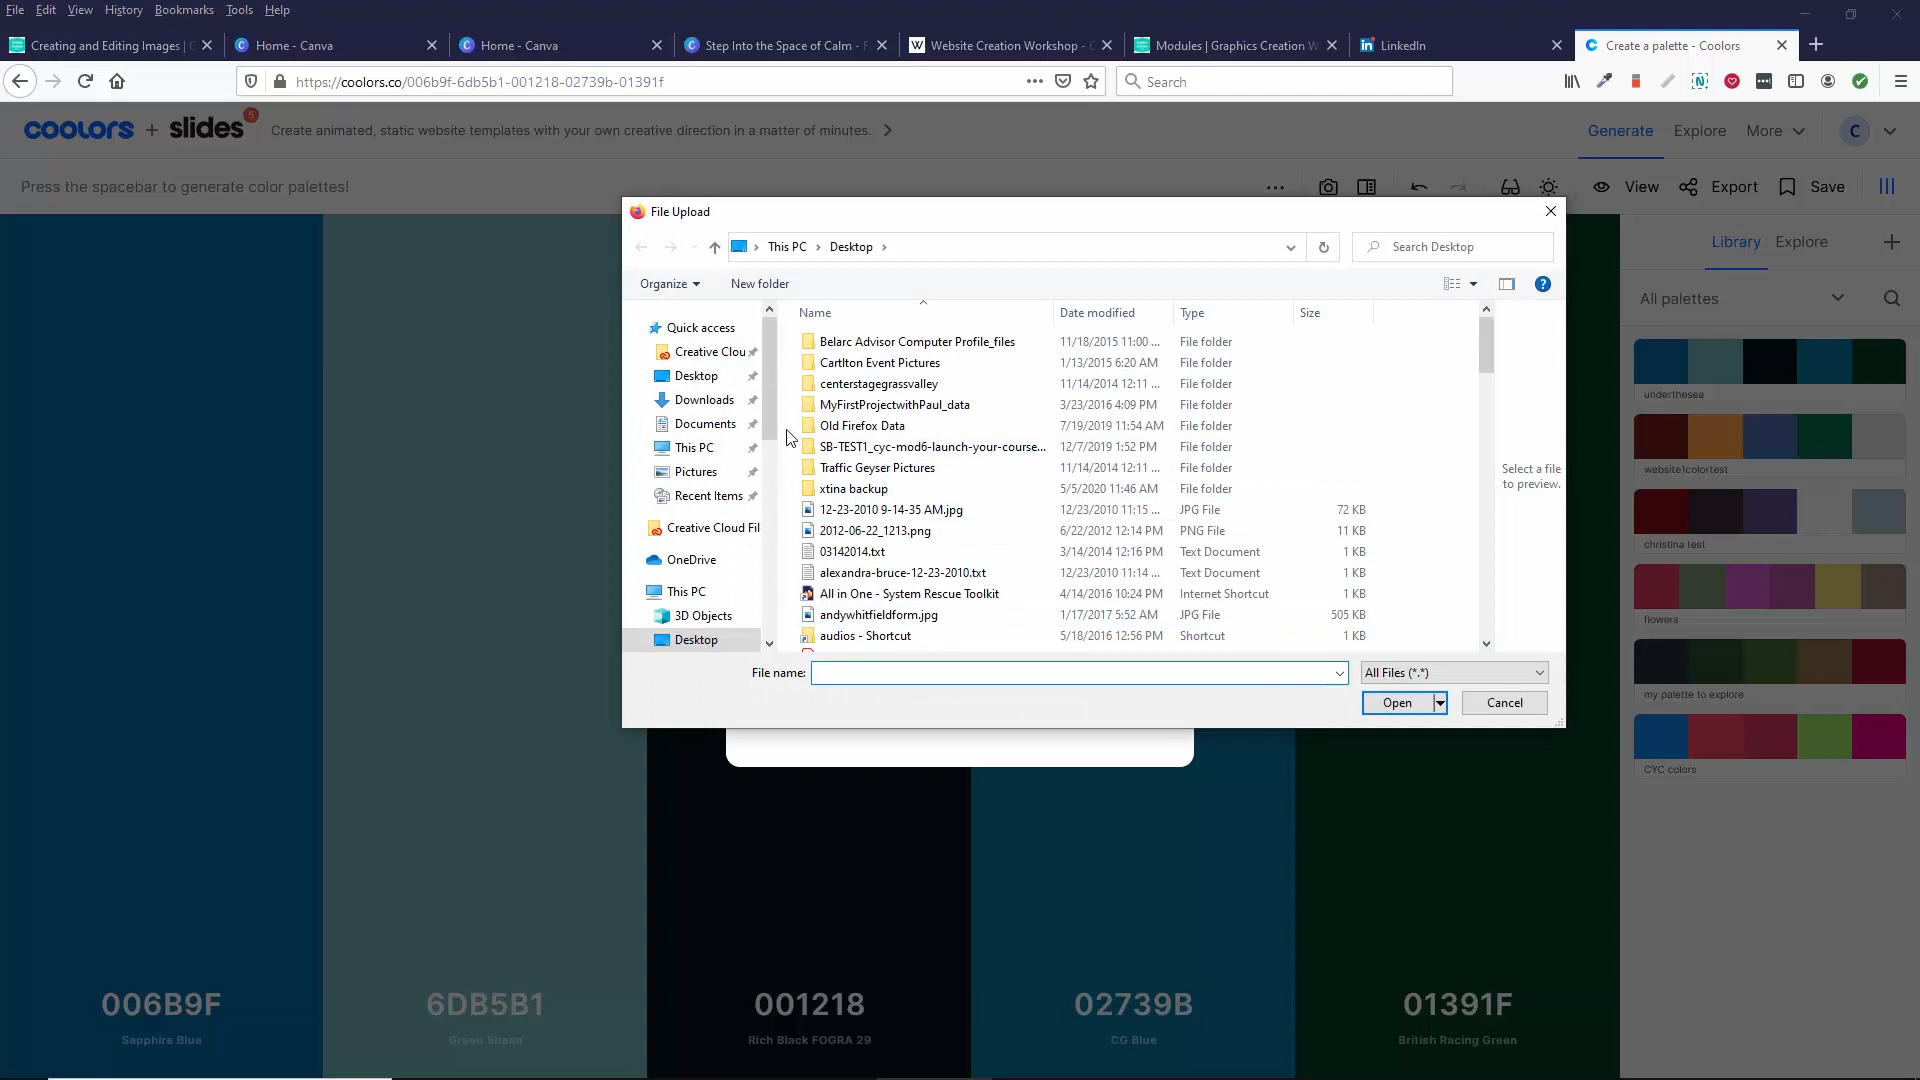 File Edit View History Bookmarks Tools Help
Creating and Editing Images | C
Home - Canva
Home - Canva
Step Into the Space of Calm - F
Website Creation Workshop - C
Modules | Graphics Creation W
LinkedIn
Create a palette - Coolors
https://coolors.co/006b9f-6db5b1-001218-02739b-01391f
Search
coolors + slides 5 Create animated, static website templates with your own creative direction in a matter of minutes.
Generate Explore More C
Press the spacebar to generate color palettes!
View Export Save
File Upload
This PC > Desktop >
Search Desktop
Organize New folder
Name Date modified Type Size
Quick access
Creative Clou
Desktop
Downloads
Documents
This PC
Pictures
Recent Items
Creative Cloud Fil
OneDrive
This PC
3D Objects
Desktop
Belarc Advisor Computer Profile_files 11/18/2015 11:00 ... File folder
Cartlton Event Pictures 1/13/2015 6:20 AM File folder
centerstagegrassvalley 11/14/2014 12:11 ... File folder
MyFirstProjectwithPaul_data 3/23/2016 4:09 PM File folder
Old Firefox Data 7/19/2019 11:54 AM File folder
SB-TEST1_cyc-mod6-launch-your-course... 12/7/2019 1:52 PM File folder
Traffic Geyser Pictures 11/14/2014 12:11 ... File folder
xtina backup 5/5/2020 11:46 AM File folder
12-23-2010 9-14-35 AM.jpg 12/23/2010 11:15 ... JPG File 72 KB
2012-06-22_1213.png 6/22/2012 12:14 PM PNG File 11 KB
03142014.txt 3/14/2014 12:16 PM Text Document 1 KB
alexandra-bruce-12-23-2010.txt 12/23/2010 11:14 ... Text Document 1 KB
All in One - System Rescue Toolkit 4/14/2016 10:24 PM Internet Shortcut 1 KB
andywhitfieldform.jpg 1/17/2017 5:52 AM JPG File 505 KB
audios - Shortcut 5/18/2016 12:56 PM Shortcut 1 KB
Select a file
to preview.
File name: All Files (*.*)
Open Cancel
Library Explore
All palettes
underthesea
website1colortest
christina test
flowers
my palette to explore
CYC colors
006B9F
Sapphire Blue
6DB5B1
Green Sheen
001218
Rich Black FOGRA 29
02739B
CG Blue
01391F
British Racing Green